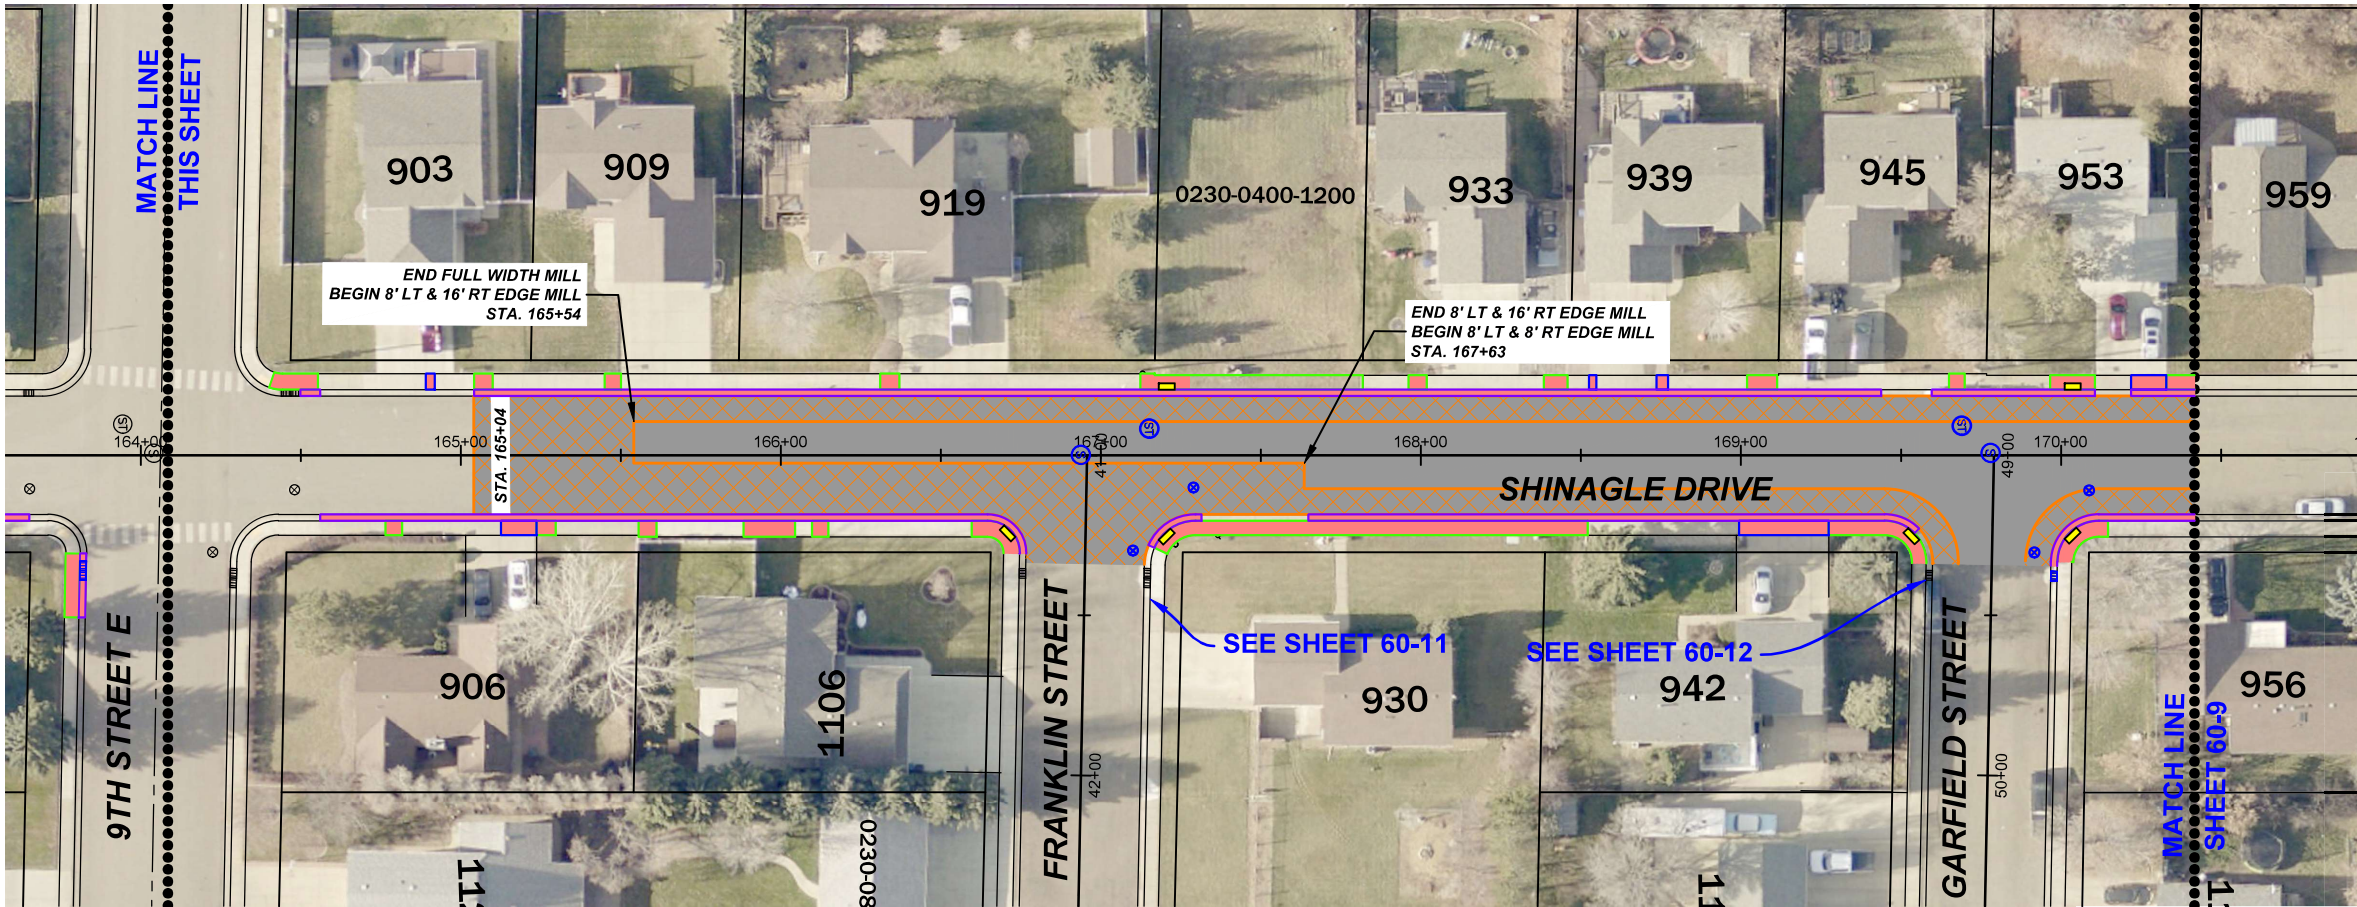 MATCH LINE
THIS SHEET
903
909
919
0230-0400-1200
933
939
945
953
959
END FULL WIDTH MILL
BEGIN 8' LT & 16' RT EDGE MILL
STA. 165+54
END 8' LT & 16' RT EDGE MILL
BEGIN 8' LT & 8' RT EDGE MILL
STA. 167+63
ST
164+00
S
165+00
STA. 165+04
166+00
167+00
S
41+00
ST
168+00
169+00
ST
S
49+00
170+00
SHINAGLE DRIVE
9TH STREET E
906
1106
FRANKLIN STREET
SEE SHEET 60-11
930
SEE SHEET 60-12
942
GARFIELD STREET
956
MATCH LINE
SHEET 60-9
42+00
50+00
0230-08
11
11